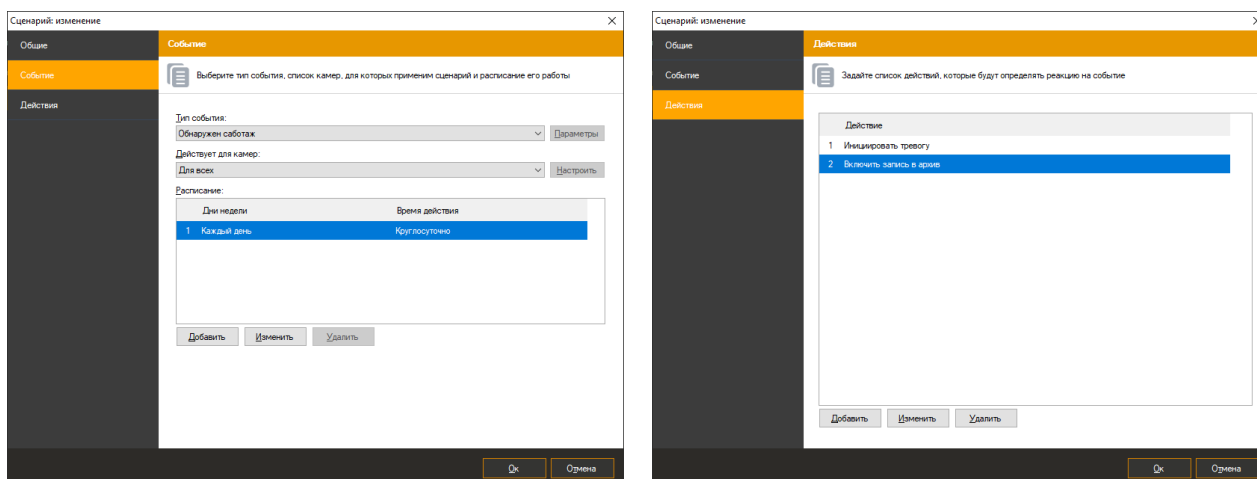 Сценарий: изменение
Общие
Событие
Действия
Событие
Выберите тип события, список камер, для которых применим сценарий и расписание его работы
Тип события:
Обнаружен саботаж
Параметры
Действует для камер:
Для всех
Настроить
Расписание:
Дни недели Время действия
1 Каждый день Круглосуточно
Добавить Изменить Удалить
Ок Отмена
Сценарий: изменение
Общие
Событие
Действия
Действия
Задайте список действий, которые будут определять реакцию на событие
Действие
1 Инициировать тревогу
2 Включить запись в архив
Добавить Изменить Удалить
Ок Отмена